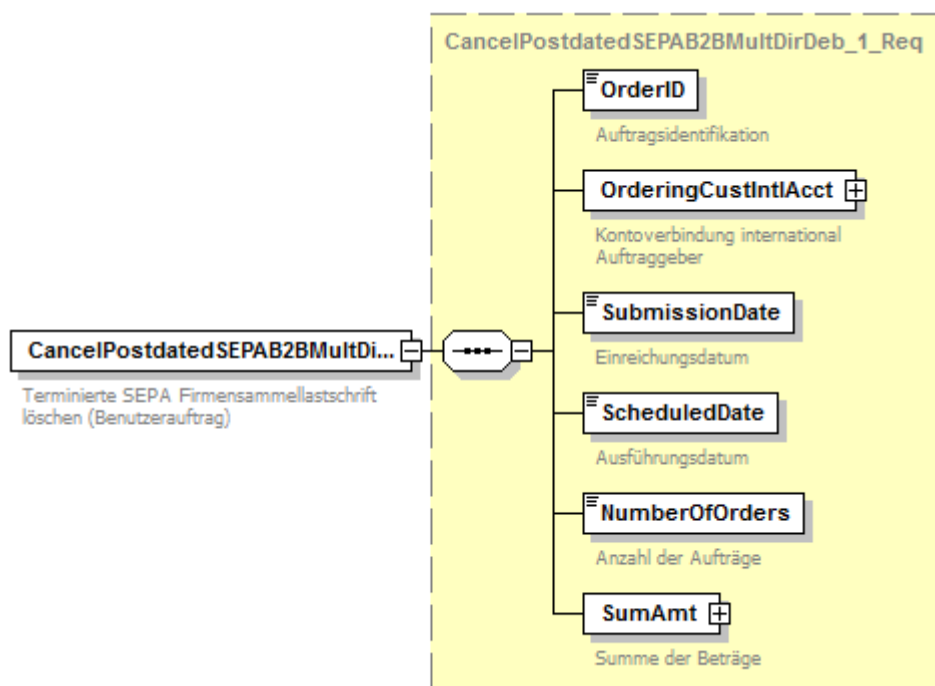 CancelPostdatedSEPAB2BMultDirDeb_1_Req
OrderID
Auftragsidentifikation
OrderingCustIntlAcct
Kontoverbindung international
Auftraggeber
SubmissionDate
Einreichungsdatum
CancelPostdatedSEPAB2BMultDi...
Terminierte SEPA Firmensammellastschrift
löschen (Benutzerauftrag)
ScheduledDate
Ausführungsdatum
NumberOfOrders
Anzahl der Aufträge
SumAmt
Summe der Beträge